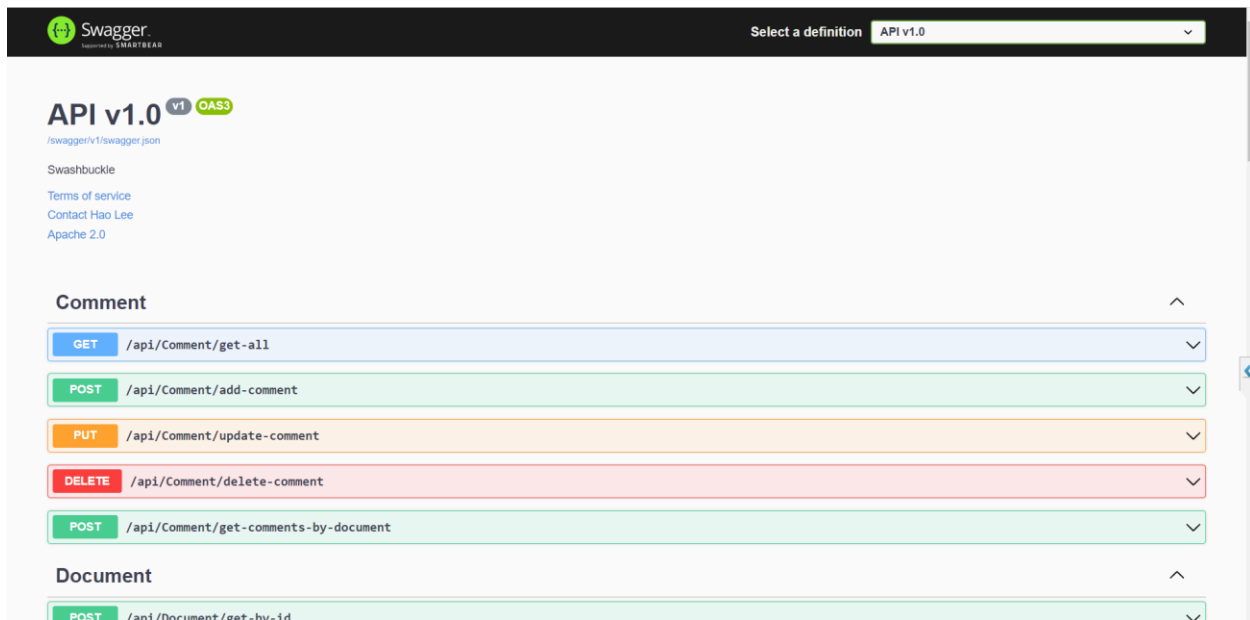 Swagger.
Supported by SMARTBEAR
Select a definition API v1.0
API v1.0 v1 OAS3
/swagger/v1/swagger.json
Swashbuckle
Terms of service
Contact Hao Lee
Apache 2.0
Comment
GET /api/Comment/get-all
POST /api/Comment/add-comment
PUT /api/Comment/update-comment
DELETE /api/Comment/delete-comment
POST /api/Comment/get-comments-by-document
Document
POST /api/Document/get-by-id